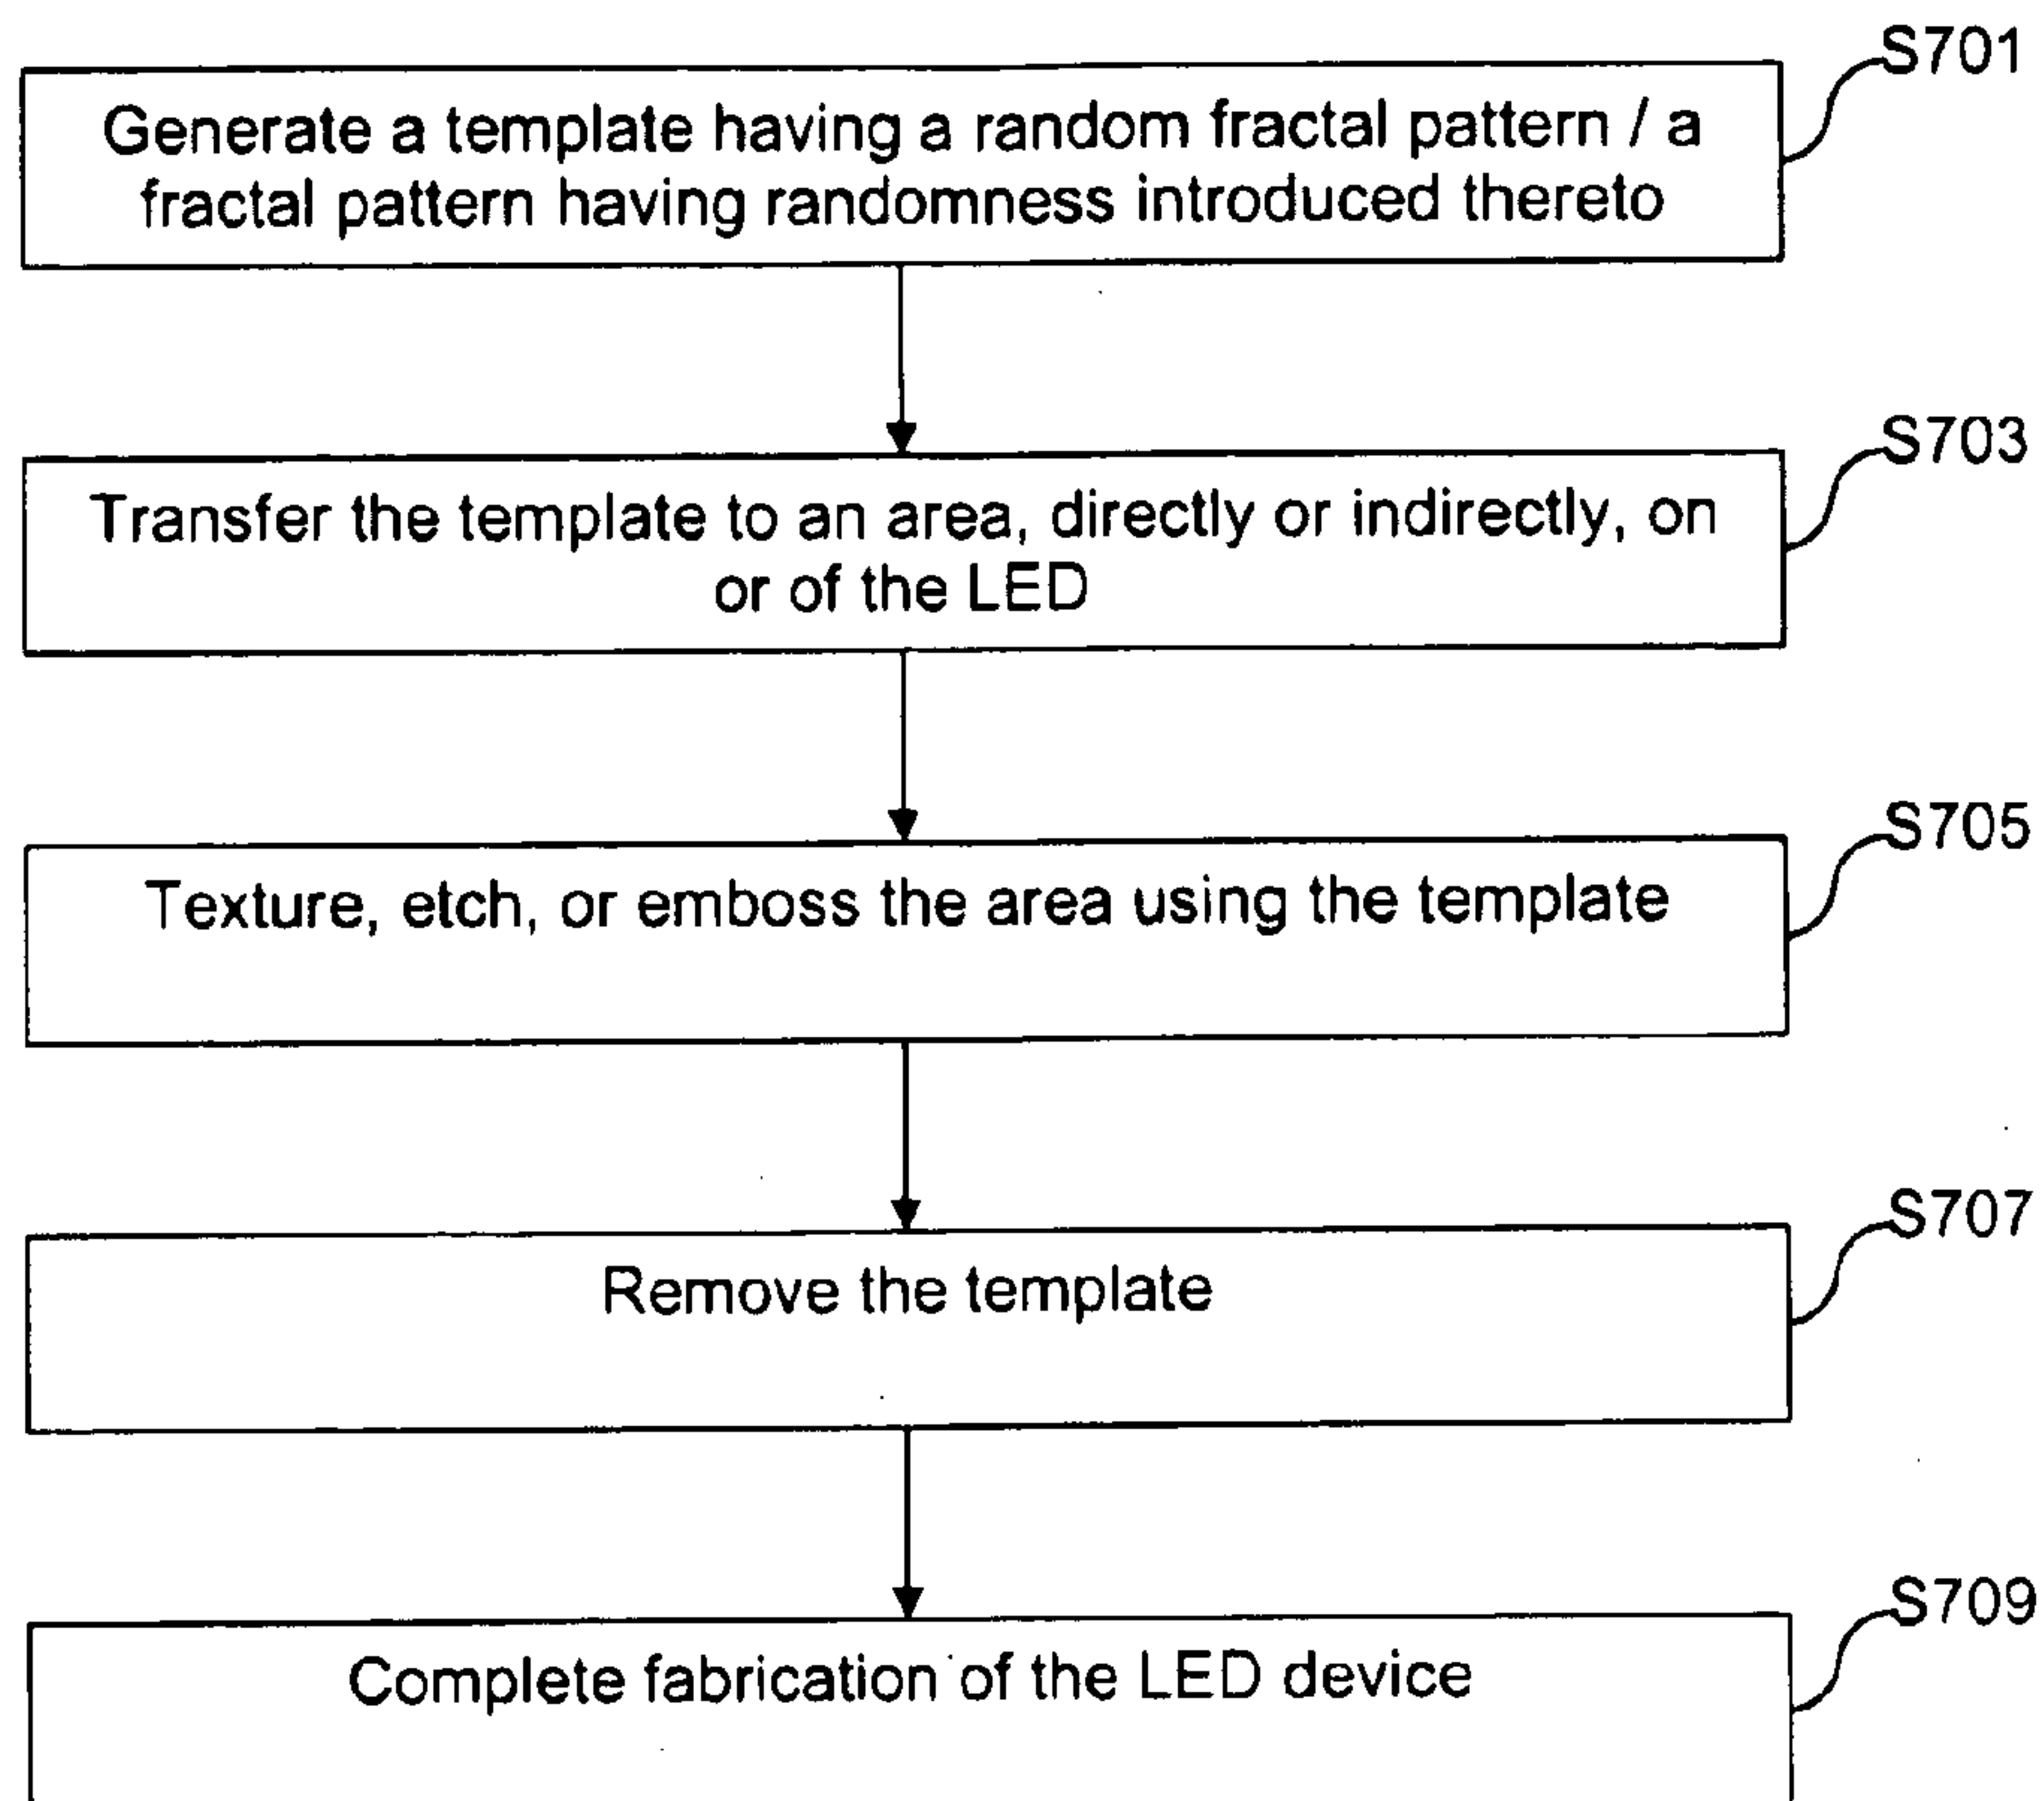 S701
Generate a template having a random fractal pattern / a
fractal pattern having randomness introduced thereto
S703
Transfer the template to an area, directly or indirectly, on
or of the LED
S705
Texture, etch, or emboss the area using the template
S707
Remove the template
S709
Complete fabrication of the LED device